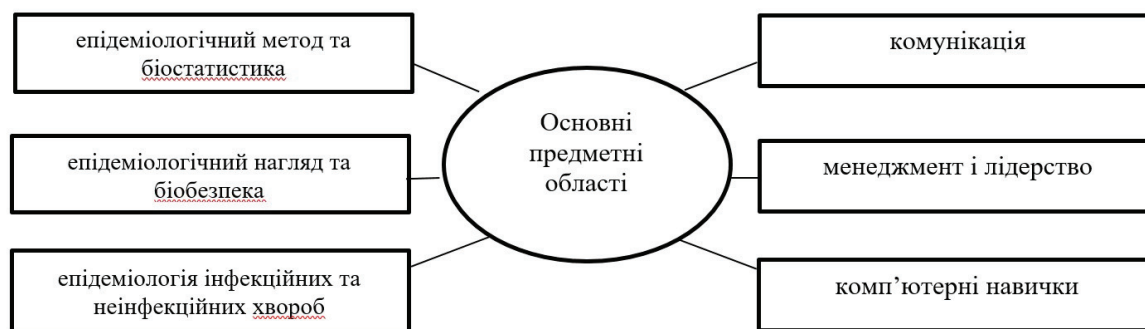 епідеміологічний метод та
біостатистика
епідеміологічний нагляд та
біобезпека
епідеміологія інфекційних та
неінфекційних хвороб
Основні
предметні
області
комунікація
менеджмент і лідерство
комп’ютерні навички